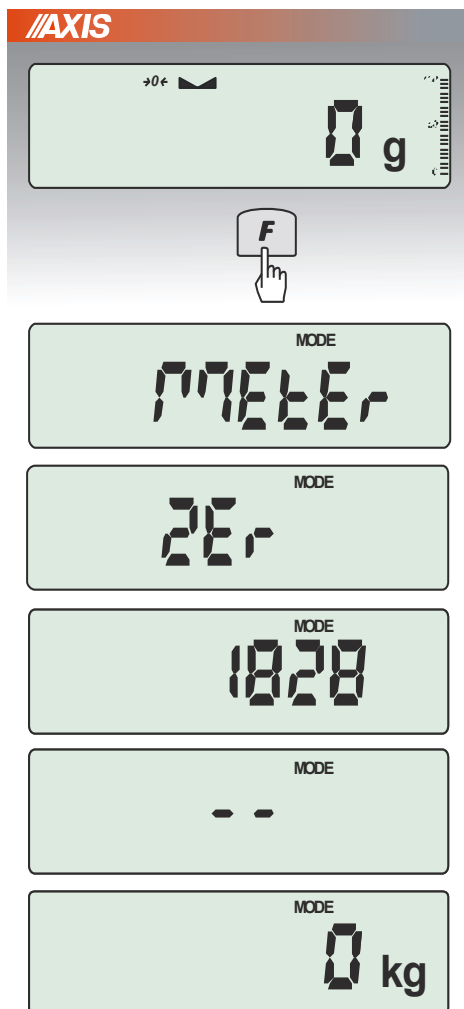 AXIS
→0←
0 g
F
MODE
MEtEr
MODE
ZEr
MODE
1828
MODE
- -
MODE
0 kg